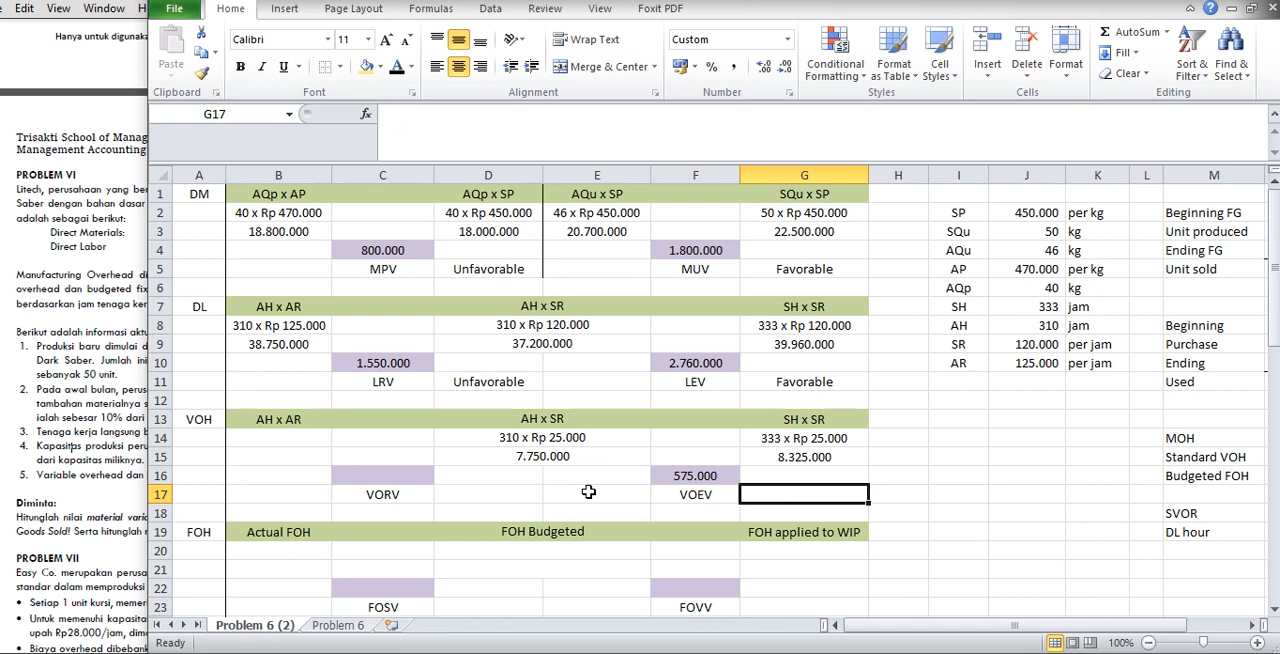 Edit View Window H
Hanya untuk digunaka
Trisakti School of Manag
Management Accounting
PROBLEM VI
Litech, perusahaan yang ber
Saber dengan bahan dasar
adalah sebagai berikut:
Direct Materials:
Direct Labor
Manufacturing Overhead di
overhead dan budgeted fix
berdasarkan jam tenaga ker
Berikut adalah informasi aktu
1. Produksi baru dimulai d
Dark Saber. Jumlah ini
sebanyak 50 unit.
2. Pada awal bulan, perus
tambahan materialnya s
ialah sebesar 10% dari
3. Tenaga kerja langsung b
4. Kapasitas produksi peru
dari kapasitas miliknya.
5. Variable overhead dan
Diminta:
Hitunglah nilai material varia
Goods Sold! Serta hitunglah r
PROBLEM VII
Easy Co. merupakan perusa
standar dalam memproduksi
• Setiap 1 unit kursi, memer
• Untuk memenuhi kapasita
upah Rp28.000/jam, dime
• Biaya overhead dibebank
File Home Insert Page Layout Formulas Data Review View Foxit PDF
Paste
Calibri 11
B I U
Wrap Text
Merge & Center
Custom
% ,
Conditional Formatting
Format as Table
Cell Styles
Insert Delete Format
Σ AutoSum
Fill
Clear
Sort & Filter
Find & Select
Clipboard Font Alignment Number Styles Cells Editing
G17 fx
A B C D E F G H I J K L M
1 DM AQp x AP AQp x SP AQu x SP SQu x SP
2 40 x Rp 470.000 40 x Rp 450.000 46 x Rp 450.000 50 x Rp 450.000 SP 450.000 per kg Beginning FG
3 18.800.000 18.000.000 20.700.000 22.500.000 SQu 50 kg Unit produced
4 800.000 1.800.000 AQu 46 kg Ending FG
5 MPV Unfavorable MUV Favorable AP 470.000 per kg Unit sold
6 AQp 40 kg
7 DL AH x AR AH x SR SH x SR SH 333 jam
8 310 x Rp 125.000 310 x Rp 120.000 333 x Rp 120.000 AH 310 jam Beginning
9 38.750.000 37.200.000 39.960.000 SR 120.000 per jam Purchase
10 1.550.000 2.760.000 AR 125.000 per jam Ending
11 LRV Unfavorable LEV Favorable Used
12
13 VOH AH x AR AH x SR SH x SR
14 310 x Rp 25.000 333 x Rp 25.000 MOH
15 7.750.000 8.325.000 Standard VOH
16 575.000 Budgeted FOH
17 VORV VOEV
18 SVOR
19 FOH Actual FOH FOH Budgeted FOH applied to WIP DL hour
20
21
22
23 FOSV FOVV
Problem 6 (2) Problem 6
Ready 100%